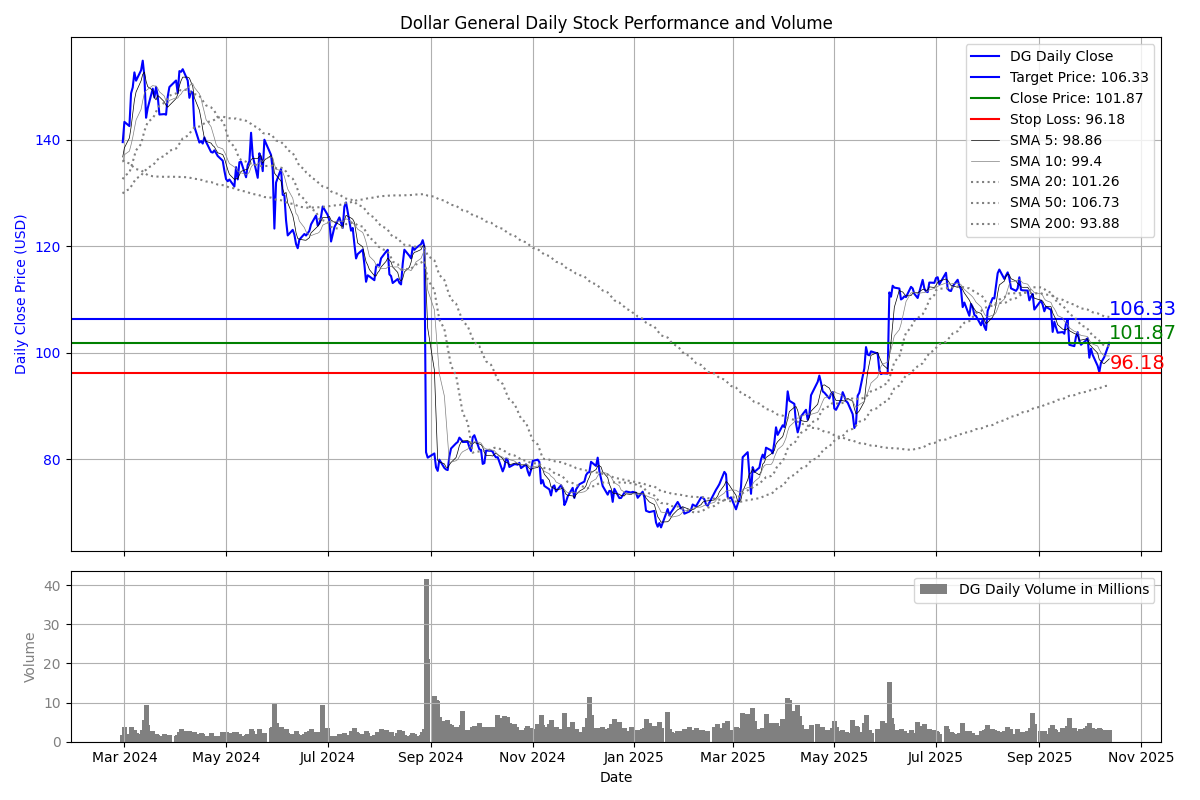 Dollar General Daily Stock Performance and Volume
Daily Close Price (USD)
140
120
100
80
DG Daily Close
Target Price: 106.33
Close Price: 101.87
Stop Loss: 96.18
SMA 5: 98.86
SMA 10: 99.4
SMA 20: 101.26
SMA 50: 106.73
SMA 200: 93.88
106.33
101.87
96.18
Volume
40
30
20
10
0
DG Daily Volume in Millions
Mar 2024 May 2024 Jul 2024 Sep 2024 Nov 2024 Jan 2025 Mar 2025 May 2025 Jul 2025 Sep 2025 Nov 2025
Date